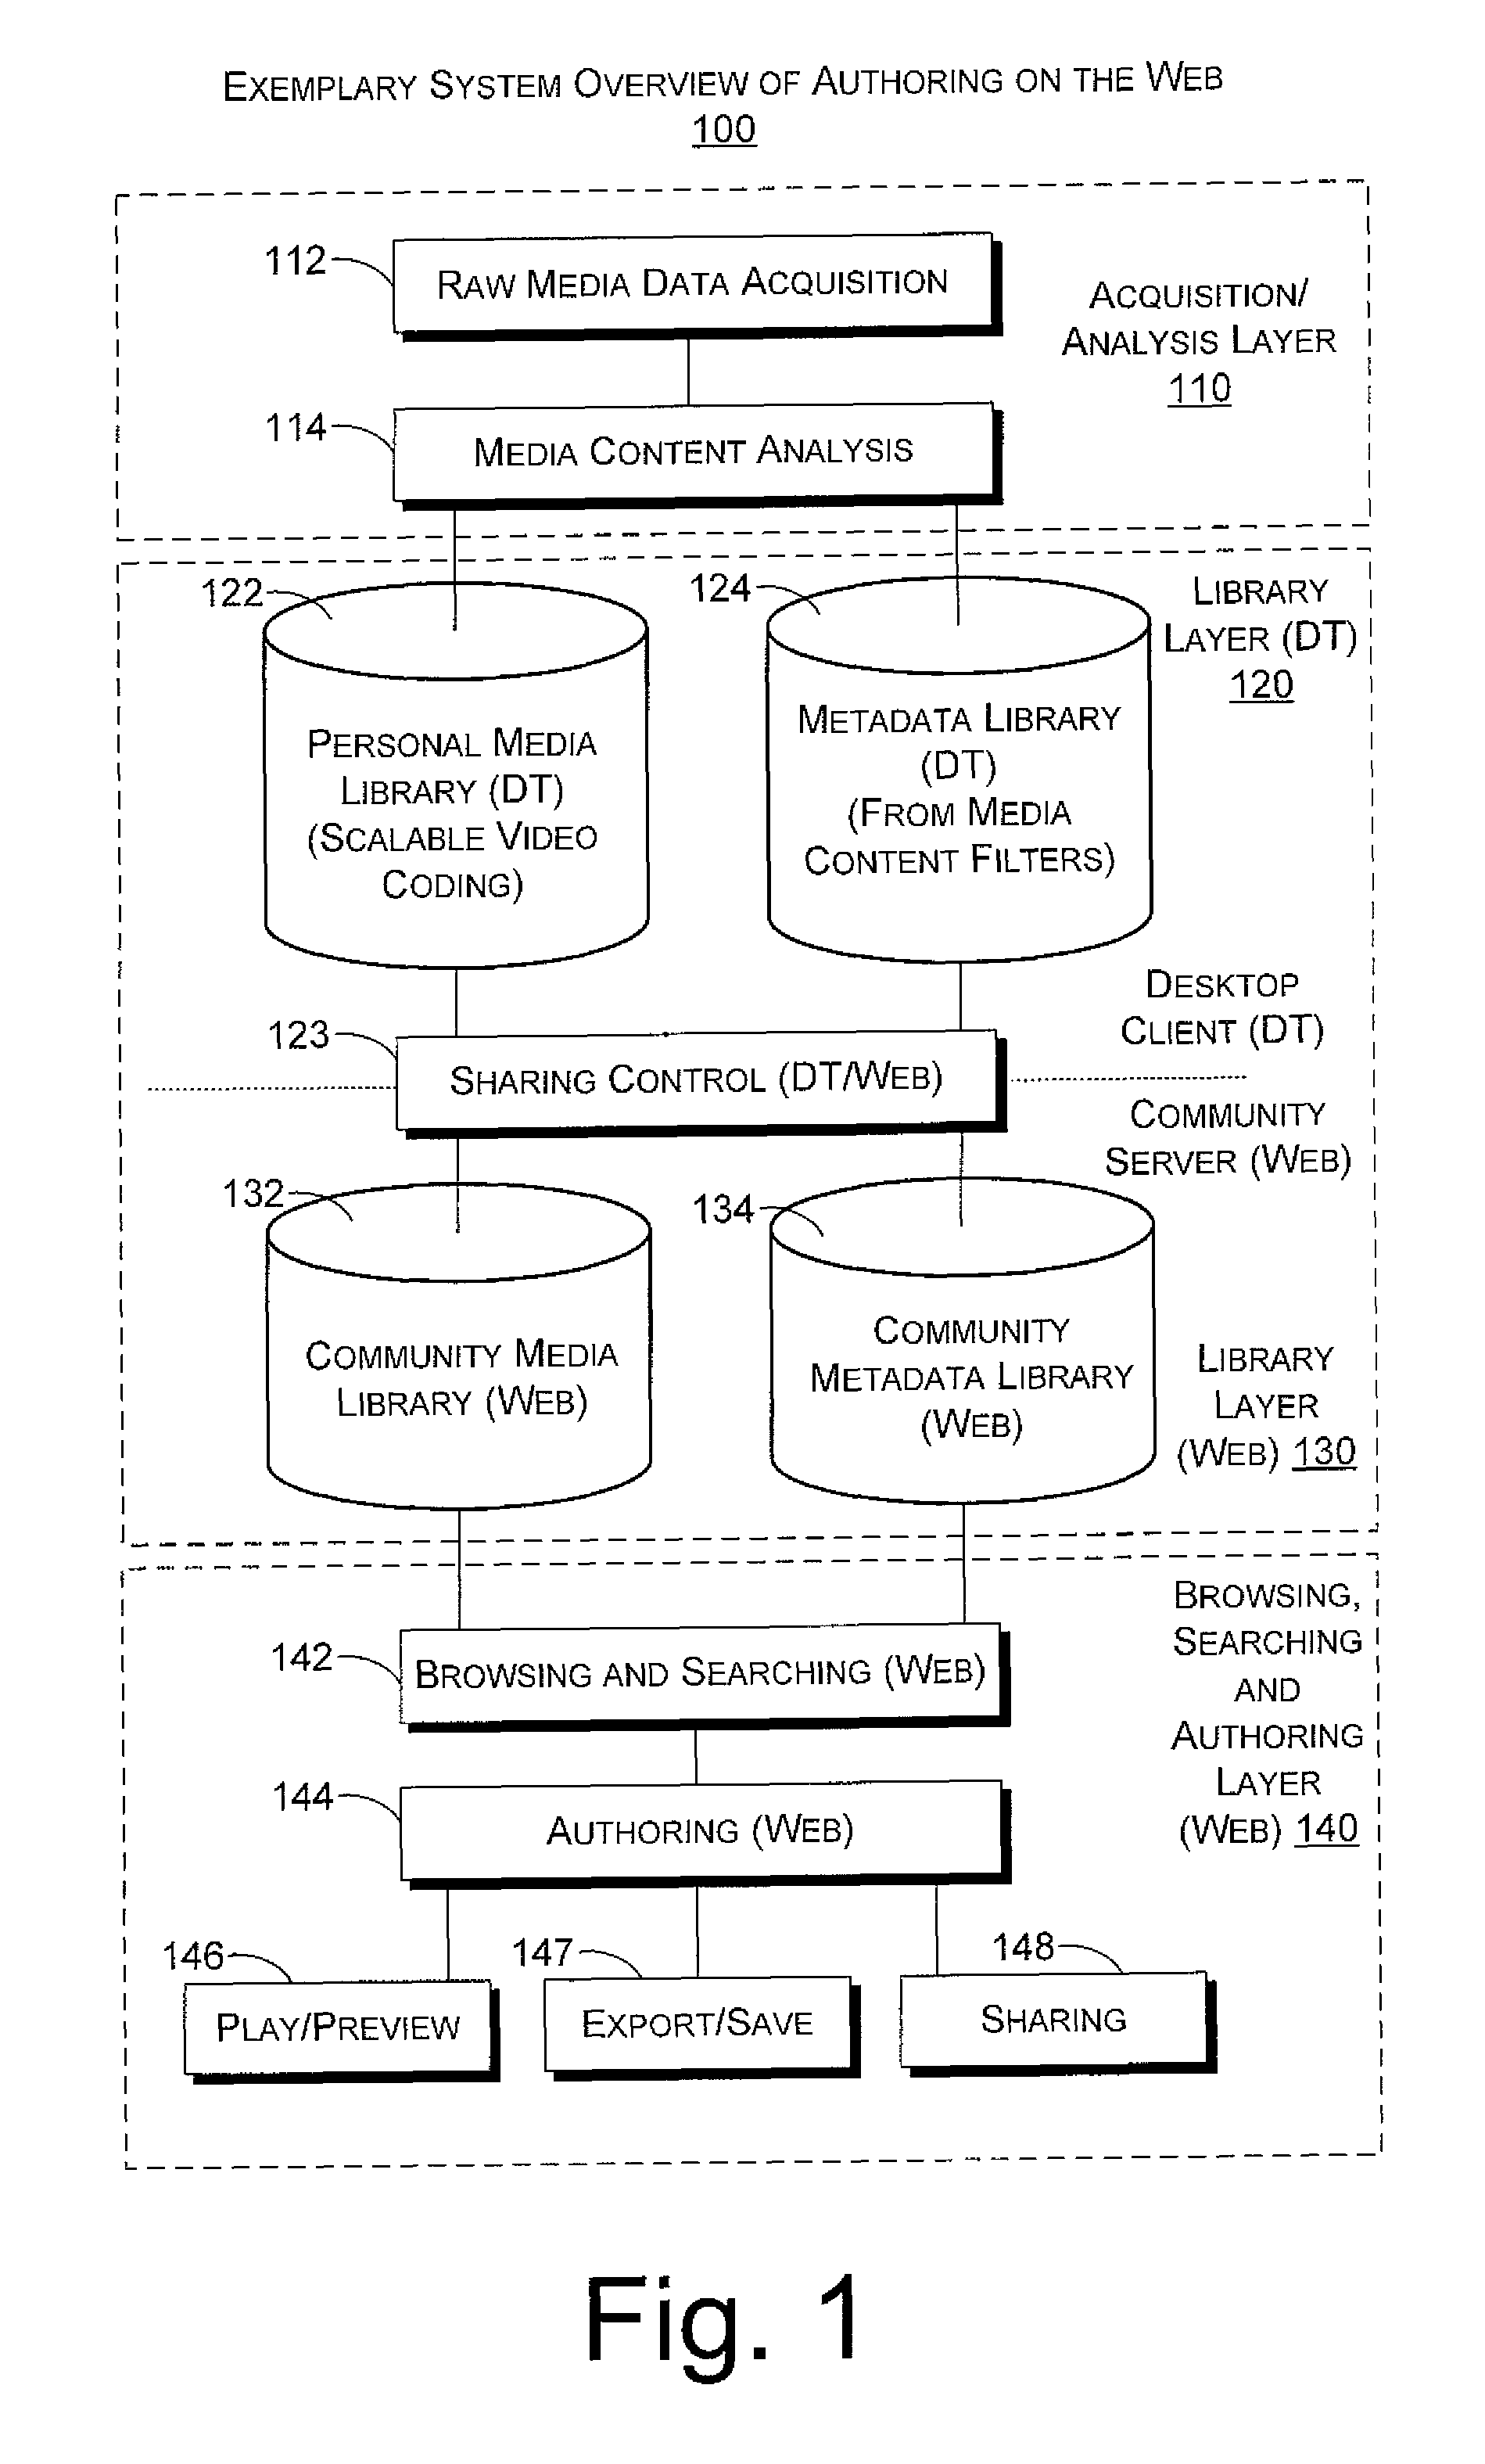 Exemplary System Overview of Authoring on the Web
100
112
Raw Media Data Acquisition
Acquisition/
Analysis Layer
110
114
Media Content Analysis
122
124
Library
Layer (DT)
120
Personal Media
Library (DT)
(Scalable Video
Coding)
Metadata Library
(DT)
(From Media
Content Filters)
Desktop
Client (DT)
123
Sharing Control (DT/Web)
Community
Server (Web)
132
134
Community Media
Library (Web)
Community
Metadata Library
(Web)
Library
Layer
(Web) 130
Browsing,
Searching
and
Authoring
Layer
(Web) 140
142
Browsing and Searching (Web)
144
Authoring (Web)
146
Play/Preview
147
Export/Save
148
Sharing
Fig. 1